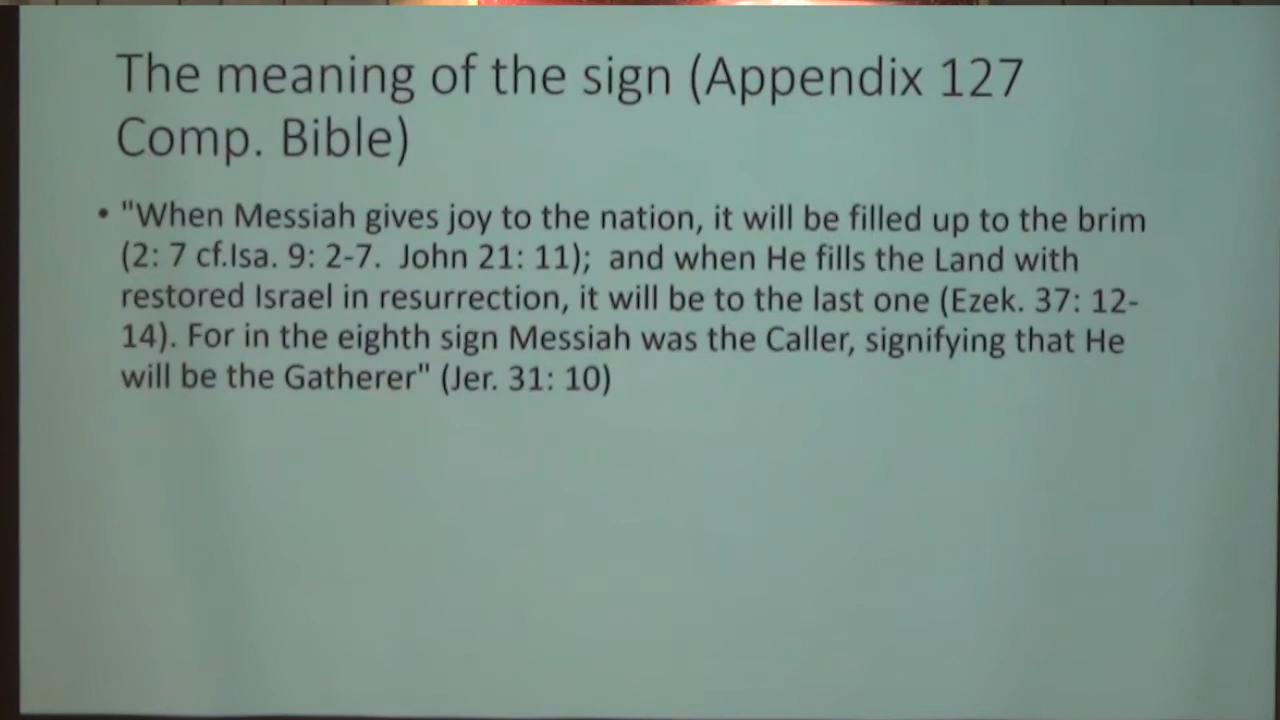 The meaning of the sign (Appendix 127
Comp. Bible)
• "When Messiah gives joy to the nation, it will be filled up to the brim
(2: 7 cf.Isa. 9: 2-7.  John 21: 11);  and when He fills the Land with
restored Israel in resurrection, it will be to the last one (Ezek. 37: 12-
14). For in the eighth sign Messiah was the Caller, signifying that He
will be the Gatherer" (Jer. 31: 10)